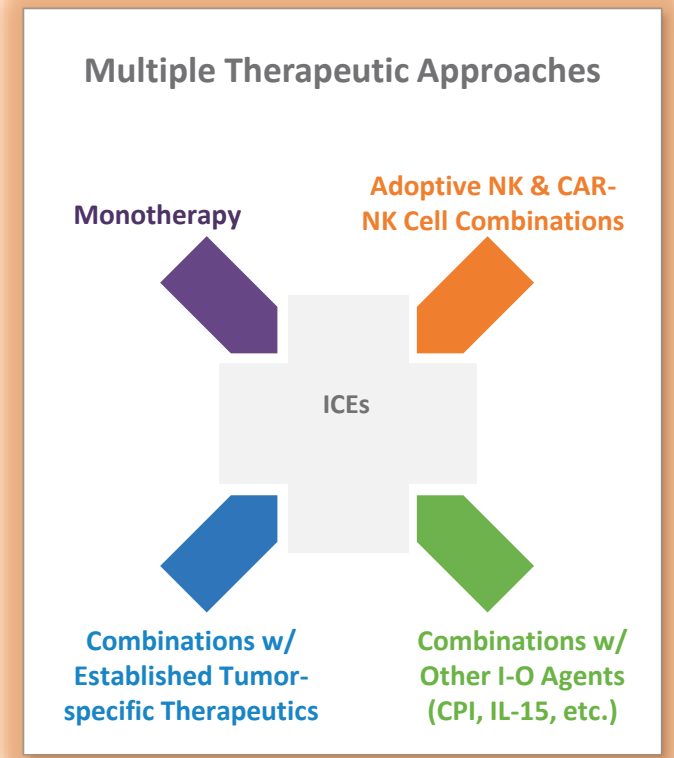 Multiple Therapeutic Approaches
Monotherapy
Adoptive NK & CAR-
NK Cell Combinations
ICEs
Combinations w/
Established Tumor-
specific Therapeutics
Combinations w/
Other I-O Agents
(CPI, IL-15, etc.)